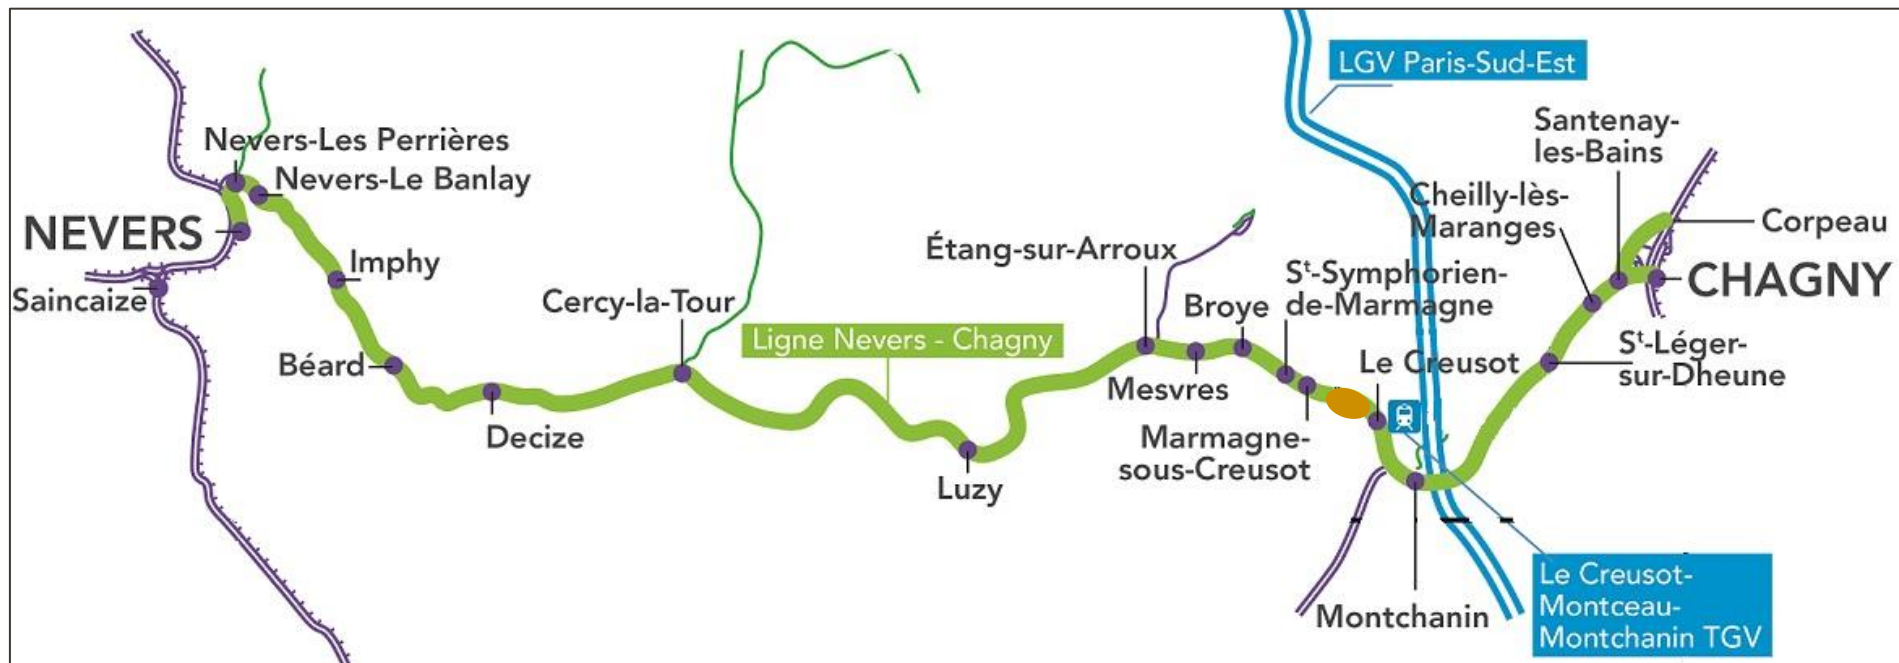 LGV Paris-Sud-Est
Nevers-Les Perrières
Nevers-Le Banlay
NEVERS
Saincaize
Imphy
Béard
Decize
Cercy-la-Tour
Ligne Nevers - Chagny
Luzy
Étang-sur-Arroux
Mesvres
Broye
Sᵗ-Symphorien-
de-Marmagne
Marmagne-
sous-Creusot
Le Creusot
Montchanin
Le Creusot-
Montceau-
Montchanin TGV
Sᵗ-Léger-
sur-Dheune
Cheilly-lès-
Maranges
Santenay-
les-Bains
Corpeau
CHAGNY